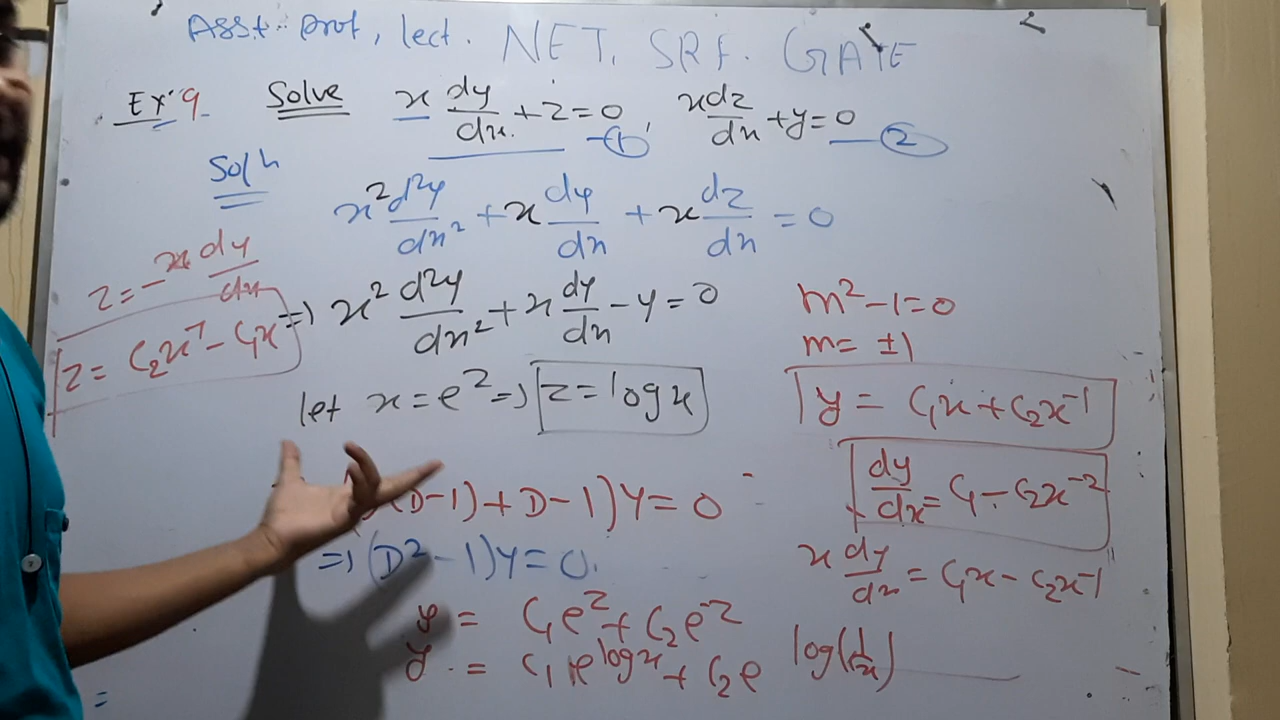 Asst. prof, lect. NET, SRF. GATE
Ex. 9 Solve x dy/dx + z = 0, x dz/dx + y = 0
① ②
Solⁿ
x² d²y/dx² + x dy/dx + x dz/dx = 0
z = -x dy/dx
=> x² d²y/dx² + x dy/dx - y = 0
z = C₂x⁻¹ - C₁x
m² - 1 = 0
m = ±1
let x = e^z => z = log x
y = C₁x + C₂x⁻¹
dy/dx = C₁ - C₂x⁻²
(D-1) + D - 1) y = 0
=> (D² - 1) y = 0.
x dy/dx = C₁x - C₂x⁻¹
y = C₁e^z + C₂e^-z
y = C₁ e^log x + C₂ e^log(1/x)
=